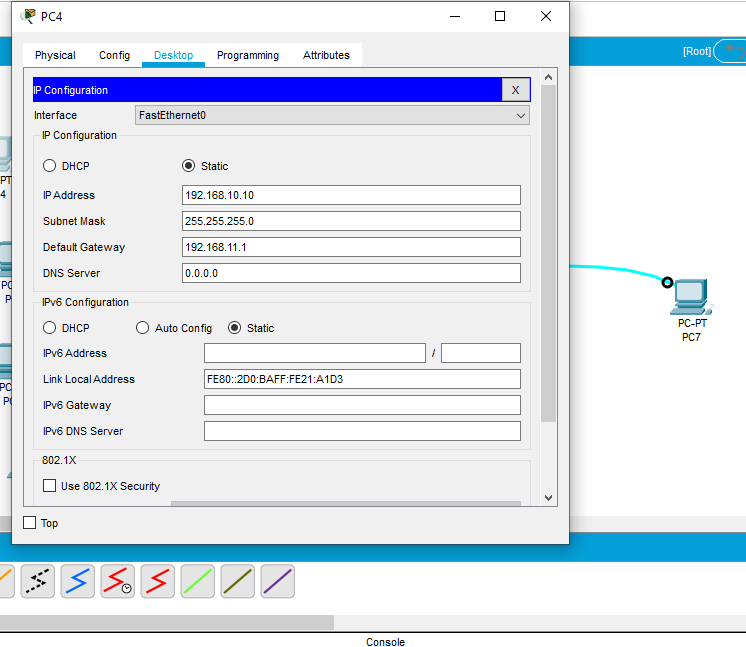 PC4
Physical Config Desktop Programming Attributes
[Root]
IP Configuration X
Interface FastEthernet0
IP Configuration
DHCP Static
IP Address 192.168.10.10
Subnet Mask 255.255.255.0
Default Gateway 192.168.11.1
DNS Server 0.0.0.0
IPv6 Configuration
DHCP Auto Config Static
IPv6 Address /
Link Local Address FE80::2D0:BAFF:FE21:A1D3
IPv6 Gateway
IPv6 DNS Server
802.1X
Use 802.1X Security
Top
PT
4
PC
P
PC
PC
PC-PT
PC7
Console